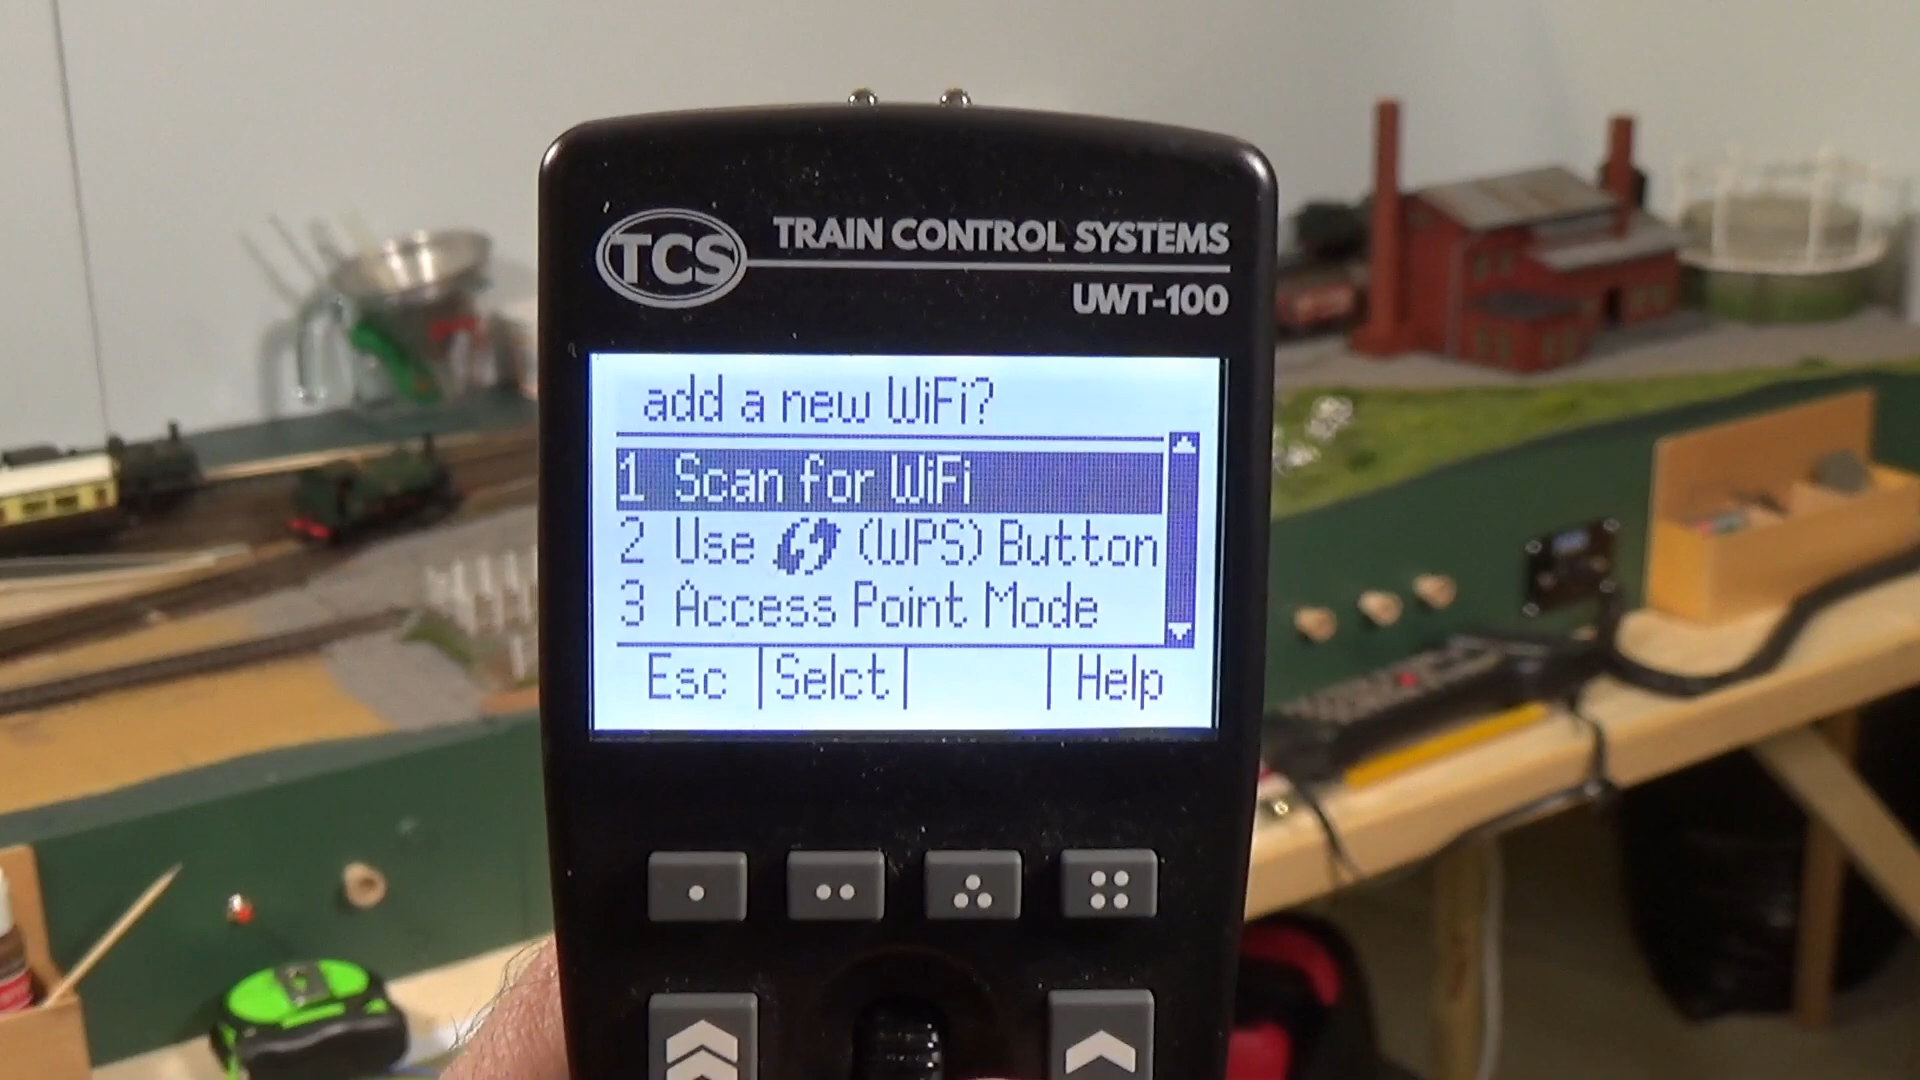 TCS
TRAIN CONTROL SYSTEMS
UWT-100
add a new WiFi?
1 Scan for WiFi
2 Use (WPS) Button
3 Access Point Mode
Esc Selct Help